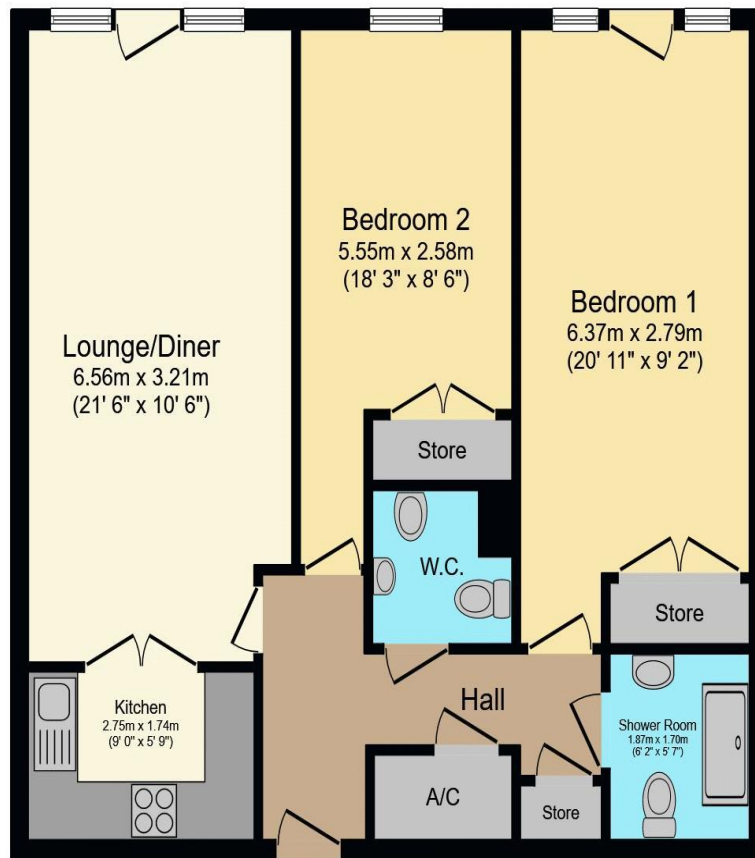 Bedroom 2
5.55m x 2.58m
(18' 3" x 8' 6")
Bedroom 1
6.37m x 2.79m
(20' 11" x 9' 2")
Lounge/Diner
6.56m x 3.21m
(21' 6" x 10' 6")
Store
W.C.
Store
Hall
Kitchen
2.75m x 1.74m
(9' 0" x 5' 9")
Shower Room
1.87m x 1.70m
(6' 2" x 5' 7")
A/C
Store